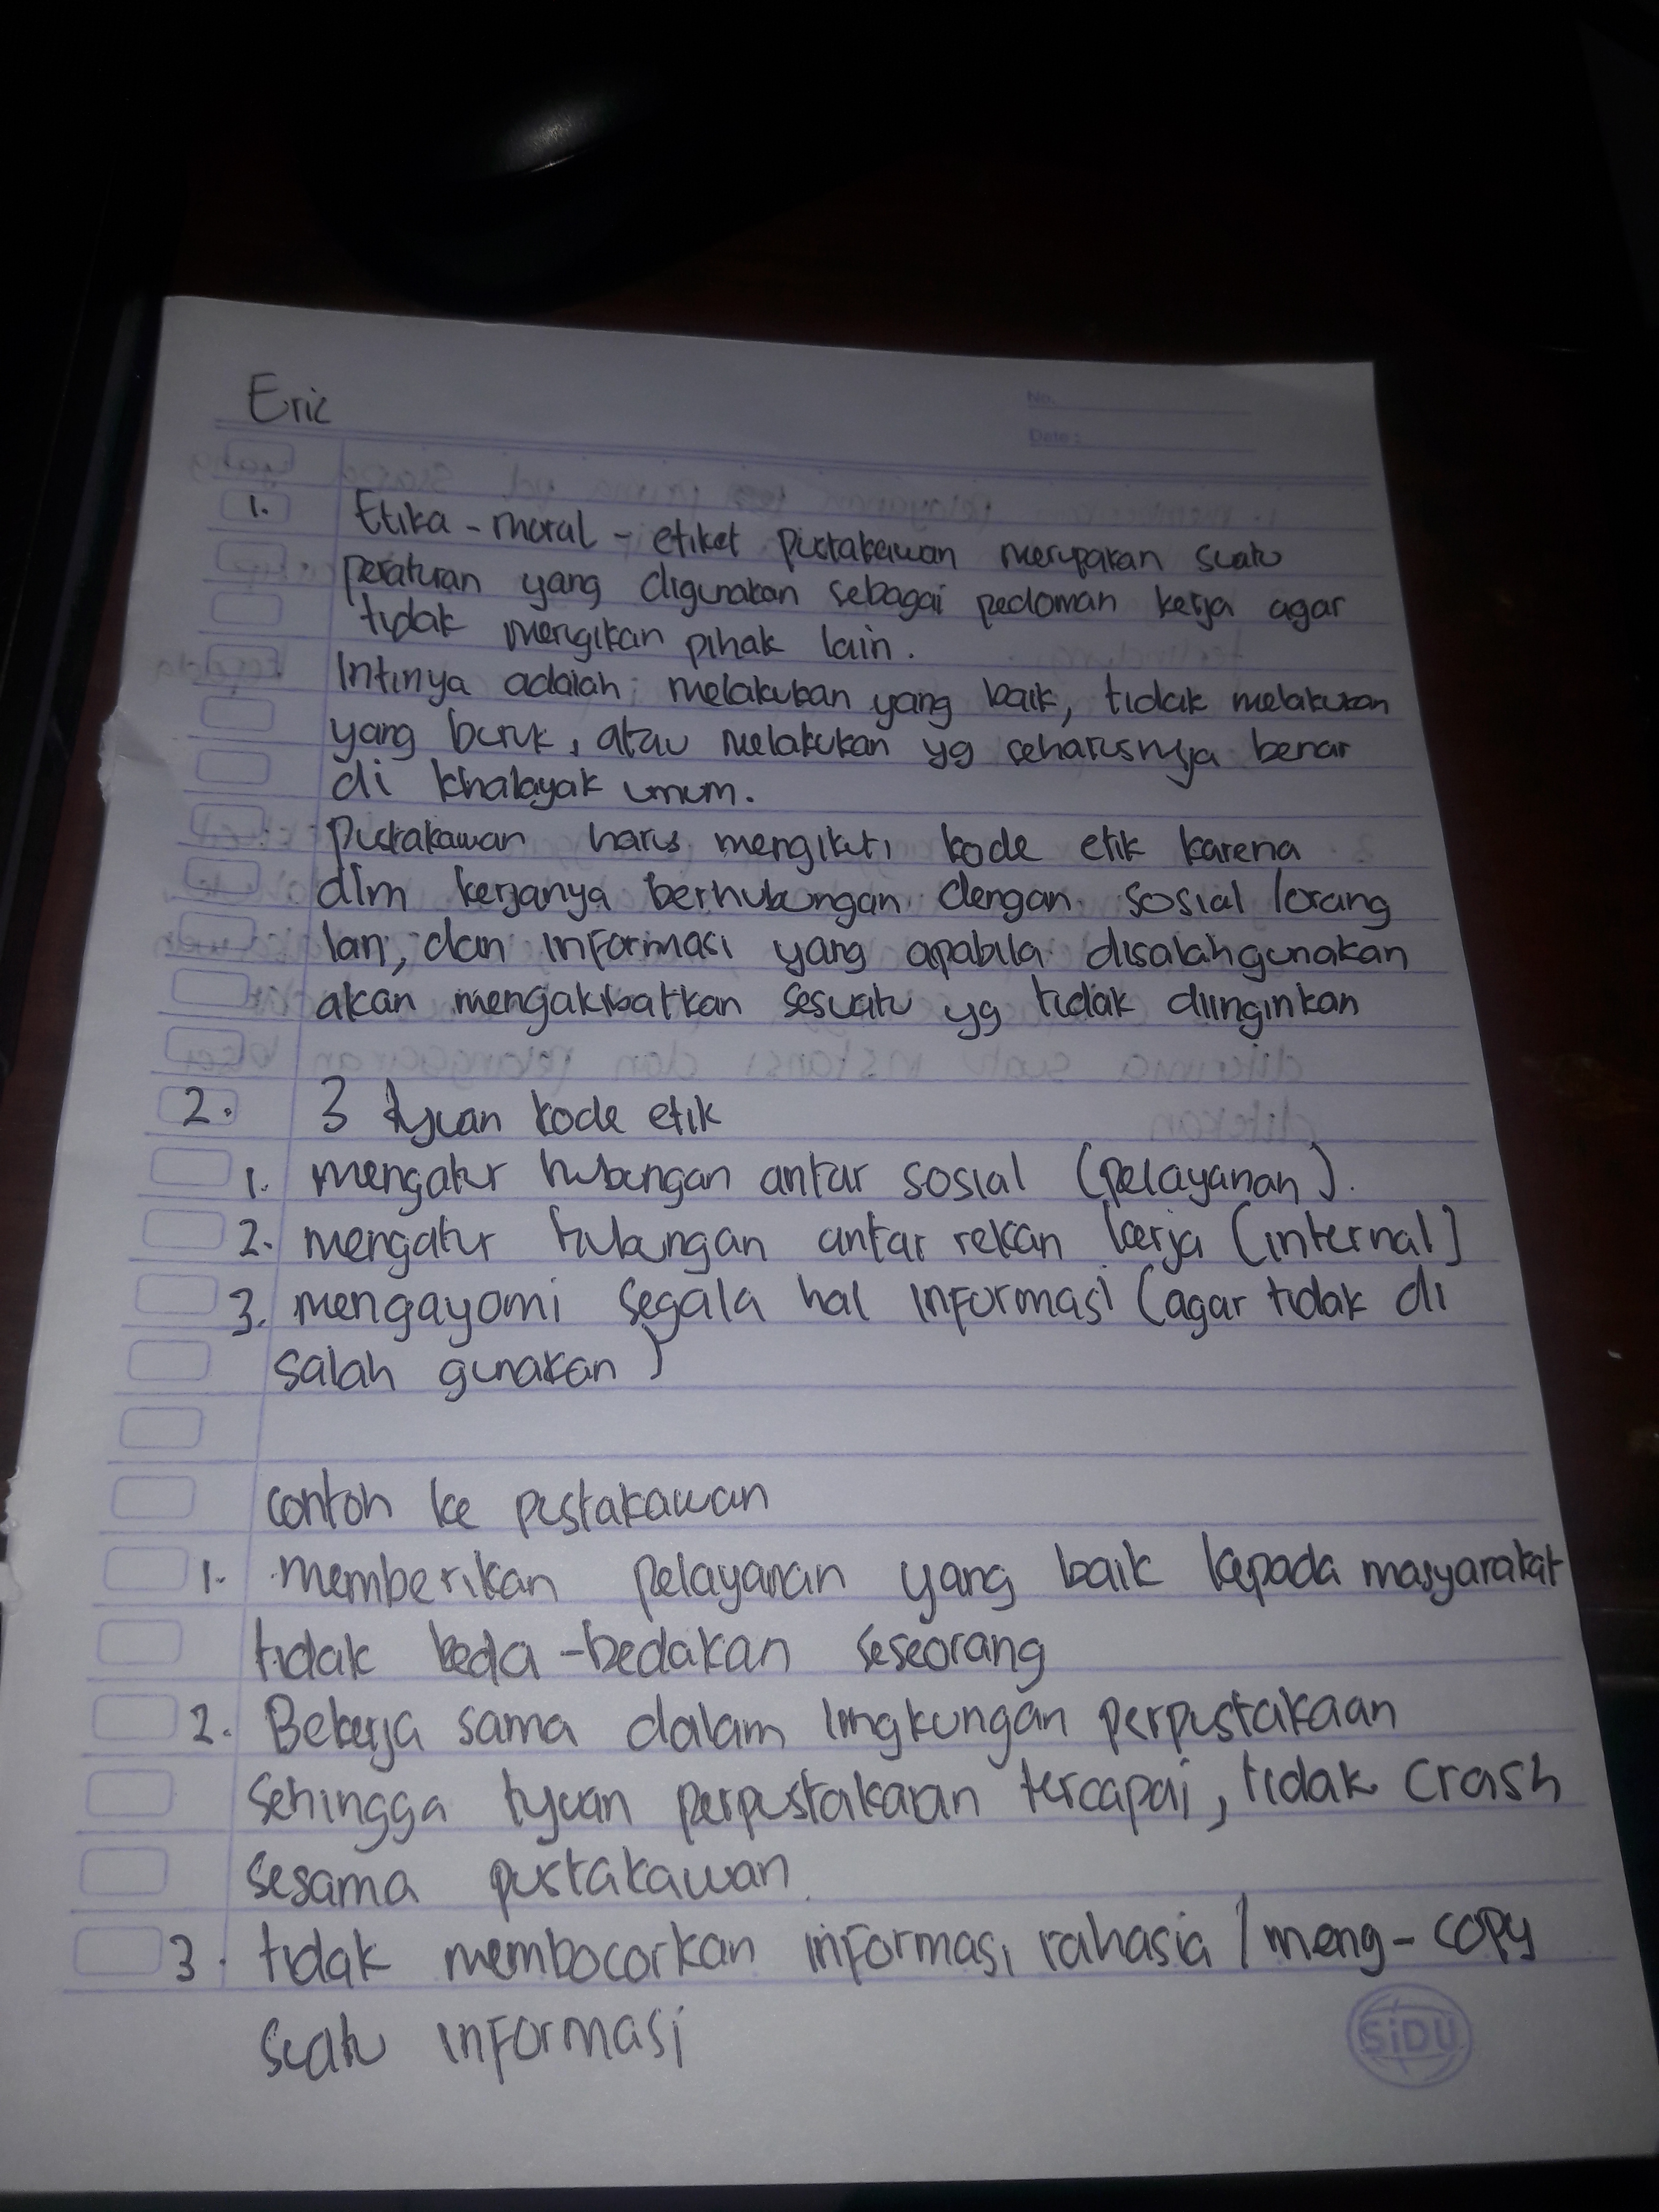 Eric
No.
Date:
1. Etika - moral - etiket pustakawan merupakan suatu
peraturan yang digunakan sebagai pedoman kerja agar
tidak merugikan pihak lain.
Intinya adalah: melakukan yang baik, tidak melakukan
yang buruk, atau melakukan yg seharusnya benar
di khalayak umum.
Pustakawan harus mengikuti kode etik karena
dlm kerjanya berhubungan dengan sosial / orang
lain, dan informasi yang apabila disalahgunakan
akan mengakibatkan sesuatu yg tidak diinginkan
2. 3 tujuan kode etik
1. mengatur hubungan antar sosial (pelayanan).
2. mengatur hubungan antar rekan kerja (internal)
3. mengayomi segala hal informasi (agar tidak di
salah gunakan)
contoh ke pustakawan
1. memberikan pelayanan yang baik kepada masyarakat
tidak beda-bedakan seseorang
2. Bekerja sama dalam lingkungan perpustakaan
sehingga tujuan perpustakaan tercapai, tidak crash
sesama pustakawan.
3. tidak membocorkan informasi rahasia / meng-copy
suatu informasi
SiDU